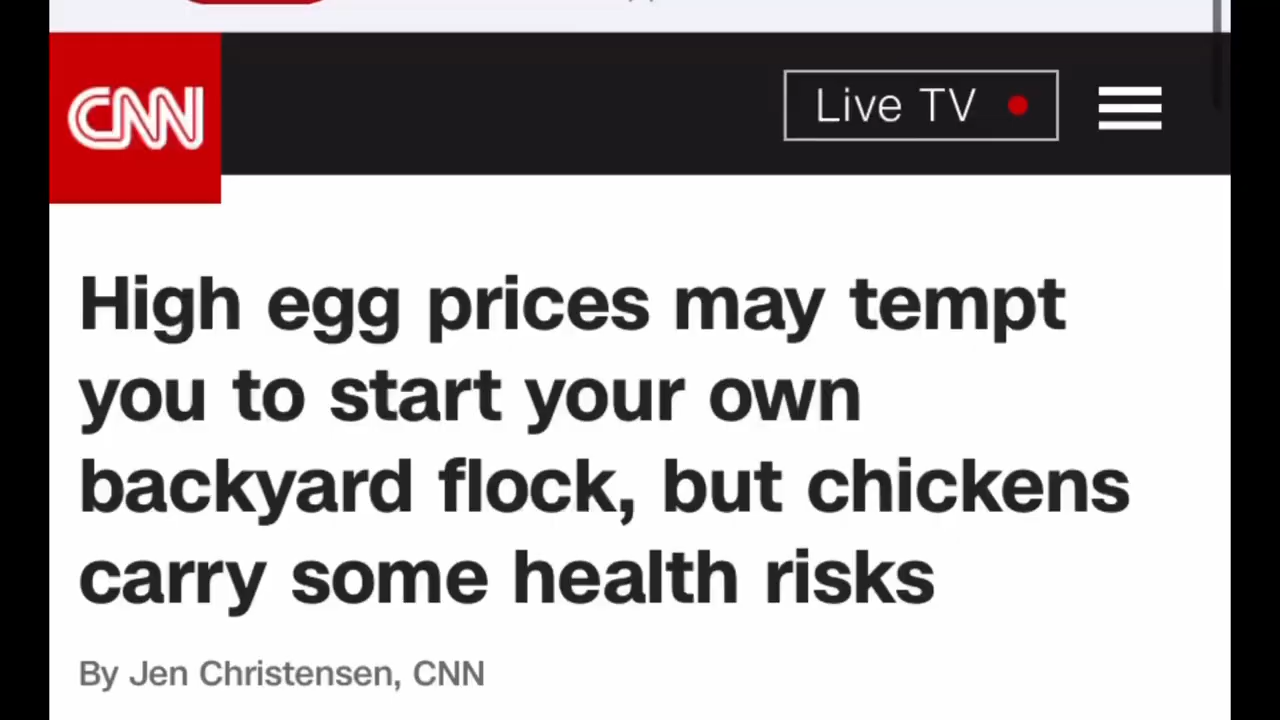 CNN
Live TV
High egg prices may tempt
you to start your own
backyard flock, but chickens
carry some health risks
By Jen Christensen, CNN